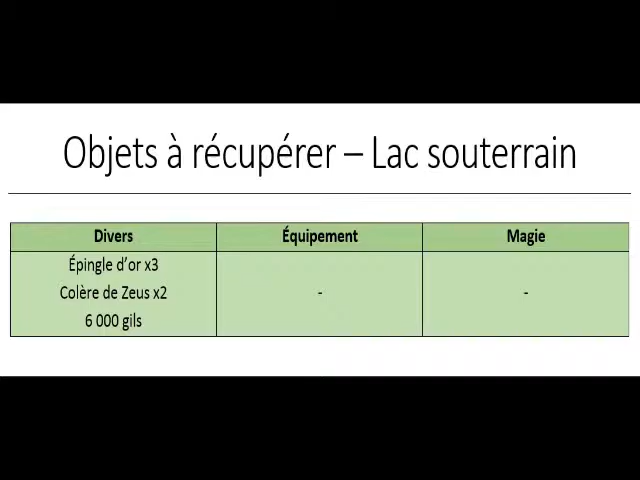 Objets à récupérer – Lac souterrain
Divers Équipement Magie
Épingle d'or x3
Colère de Zeus x2 - -
6 000 gils